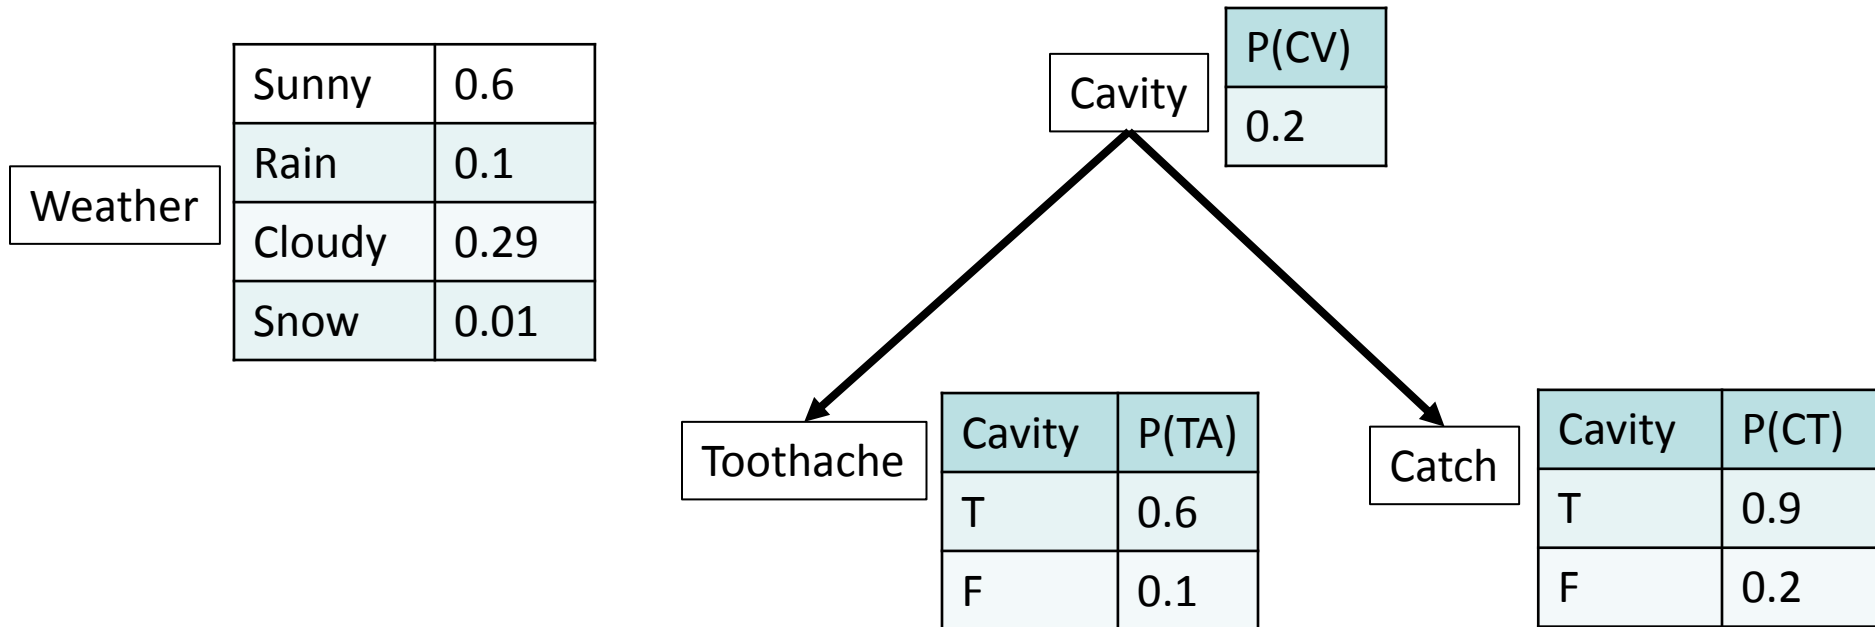 Weather
Sunny 0.6
Rain 0.1
Cloudy 0.29
Snow 0.01
Cavity
P(CV)
0.2
Toothache
Cavity P(TA)
T 0.6
F 0.1
Catch
Cavity P(CT)
T 0.9
F 0.2